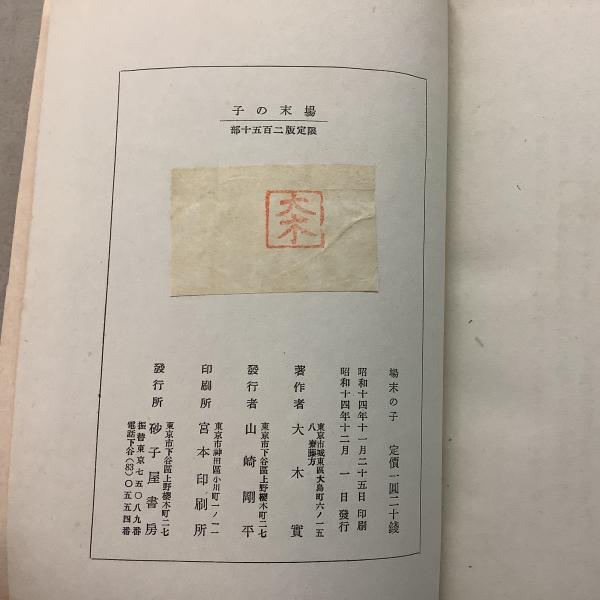 場末の子
限定版二百五十部
大木
場末の子 定價一圓二十錢
昭和十四年十一月二十五日印刷
昭和十四年十二月一日發行
東京市城東區大島町六ノ一五
八 齋藤方
著作者 大木實
東京市下谷區上野櫻木町二七
發行者 山崎剛平
東京市神田區小川町一ノ一一
印刷所 宮本印刷所
東京市下谷區上野櫻木町二七
發行所 砂子屋書房
振替東京七五〇八九番
電話下谷(83)〇五五四番